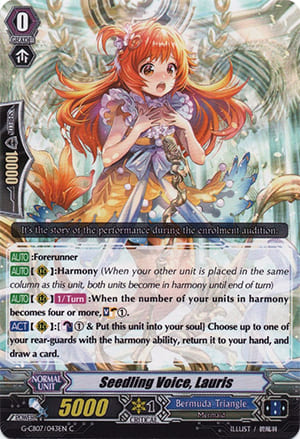 0
GRADE
SHIELD
10000
It's the story of the performance during the enrolment audition.
AUTO:Forerunner
AUTO[]:Harmony (When your other unit is placed in the same
column as this unit, both units become in harmony until end of turn)
AUTO[] 1/Turn:When the number of your units in harmony
becomes four or more, ①.
ACT[]:[① & Put this unit into your soul] Choose up to one of
your rear-guards with the harmony ability, return it to your hand, and
draw a card.
NORMAL
UNIT
Seedling Voice, Lauris
POWER
5000
1
CRITICAL
Bermuda Triangle
Mermaid
G-CB07/043EN C
ILLUST /